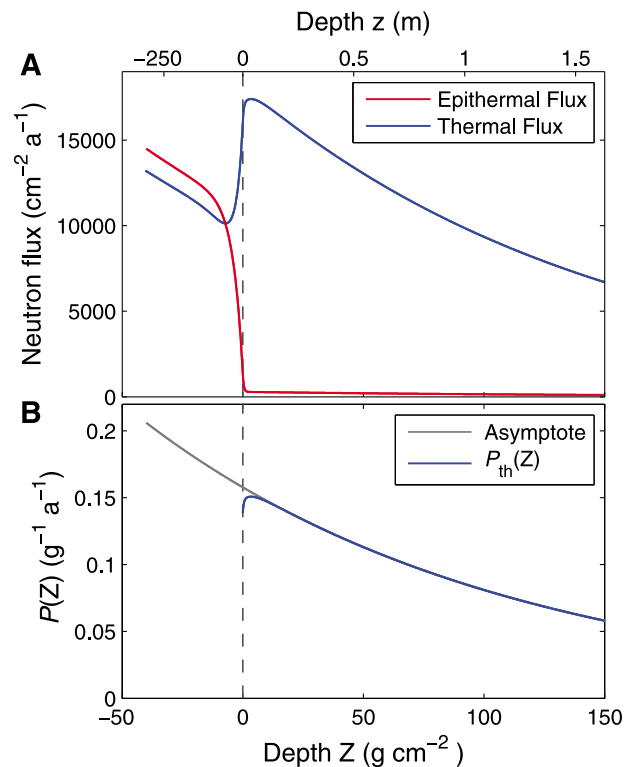 Depth z (m)
−250 0 0.5 1 1.5
A
Epithermal Flux
Thermal Flux
15000
10000
5000
0
Neutron flux (cm⁻² a⁻¹)
B
Asymptote
Pth(Z)
0.2
0.15
0.1
0.05
0
P(Z) (g⁻¹ a⁻¹)
−50 0 50 100 150
Depth Z (g cm⁻²)